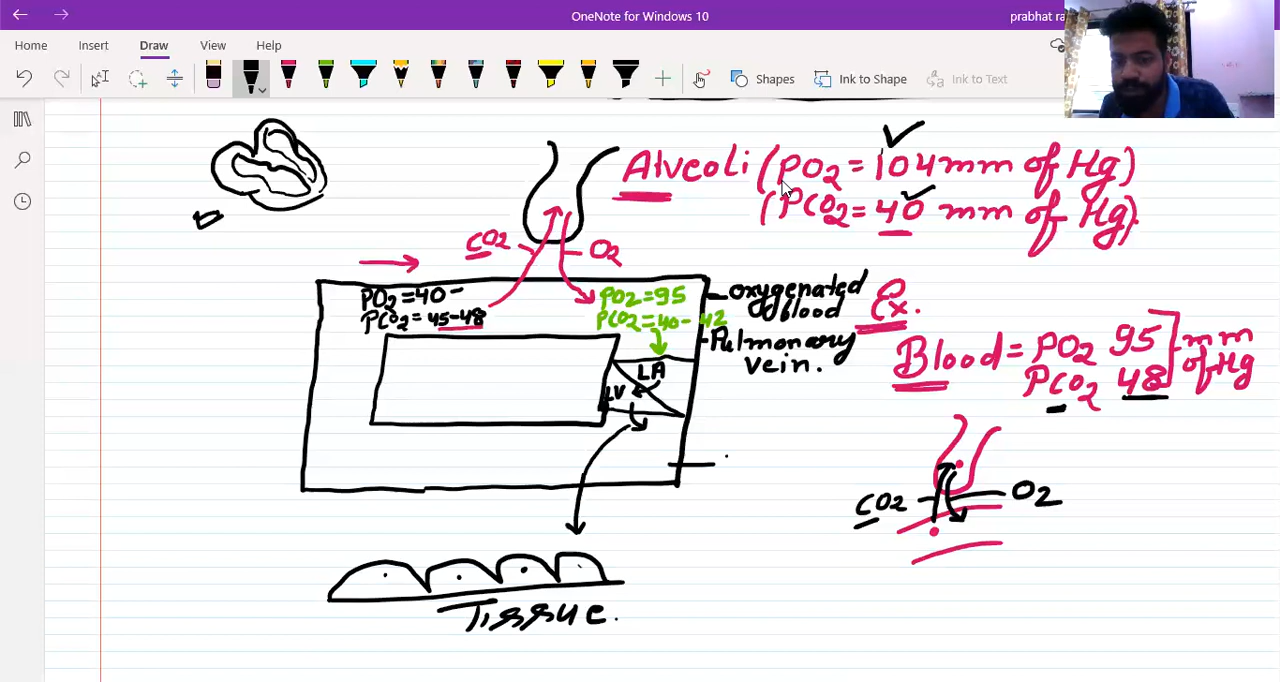 OneNote for Windows 10
prabhat ra
Home Insert Draw View Help
Shapes Ink to Shape Ink to Text
Alveoli (PO2 = 104 mm of Hg)
(PCO2 = 40 mm of Hg).
CO2
O2
PO2 = 40
PCO2 = 45-48
PO2 = 95
PCO2 = 40-42
oxygenated
blood
Pulmonary
vein.
LA
LV
Ex.
Blood = PO2 95
PCO2 48
mm
of Hg
CO2
O2
Tissue.